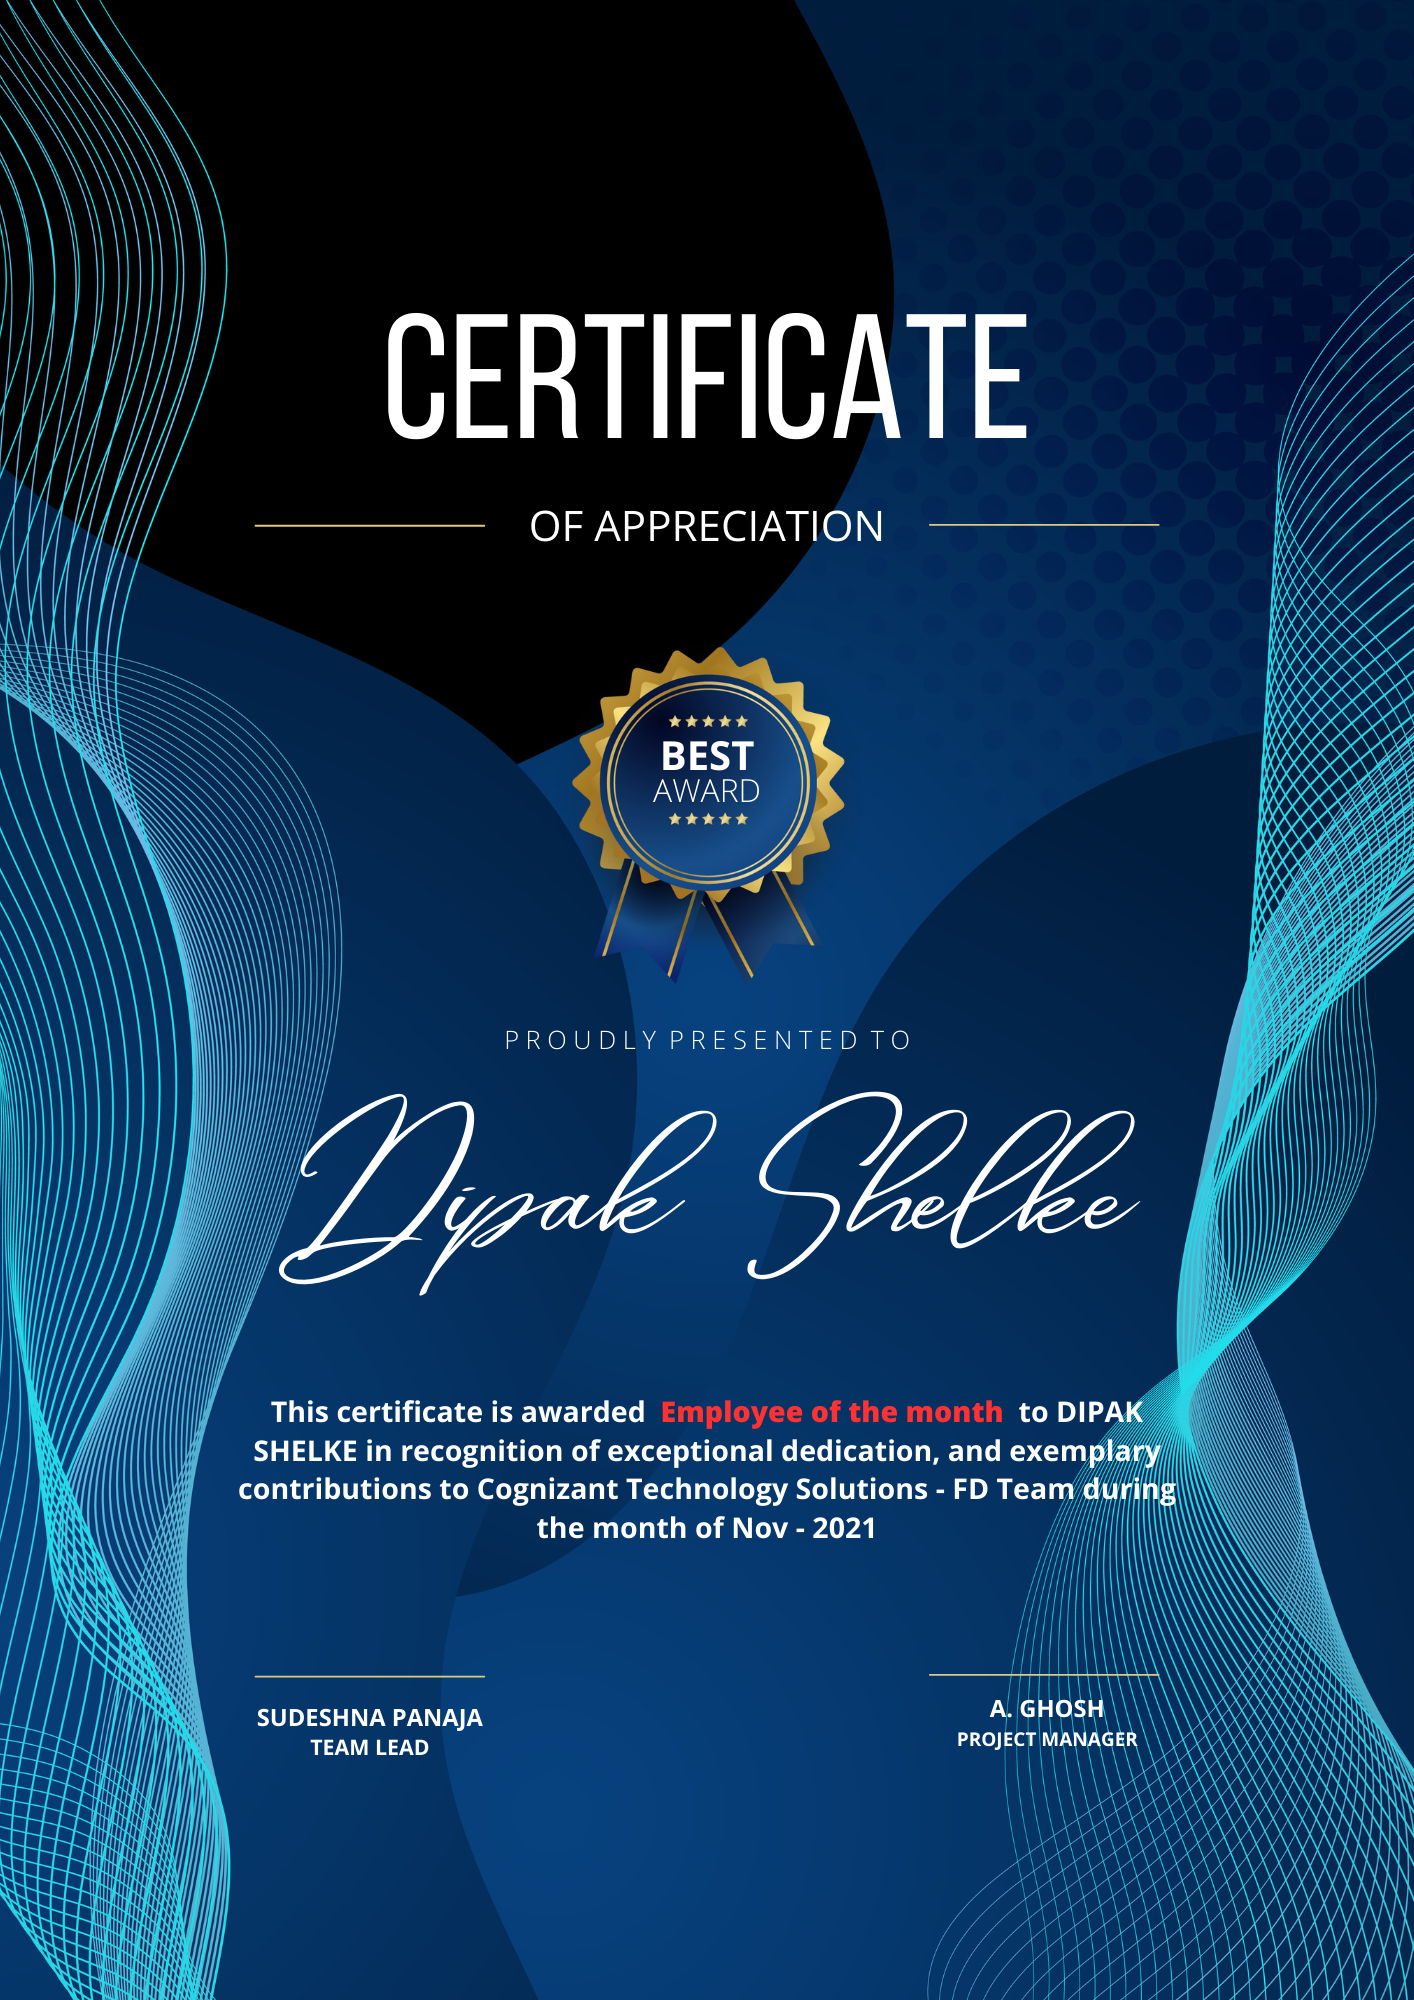 CERTIFICATE
OF APPRECIATION
BEST
AWARD
PROUDLY PRESENTED TO
Dipak Shelke
This certificate is awarded Employee of the month to DIPAK
SHELKE in recognition of exceptional dedication, and exemplary
contributions to Cognizant Technology Solutions - FD Team during
the month of Nov - 2021
SUDESHNA PANAJA
TEAM LEAD
A. GHOSH
PROJECT MANAGER